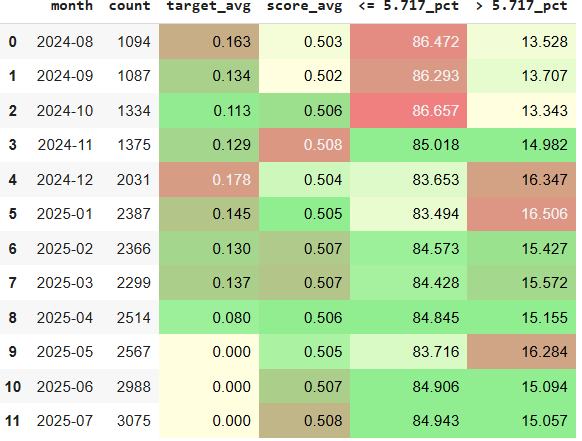 month count target_avg score_avg <= 5.717_pct > 5.717_pct
0 2024-08 1094 0.163 0.503 86.472 13.528
1 2024-09 1087 0.134 0.502 86.293 13.707
2 2024-10 1334 0.113 0.506 86.657 13.343
3 2024-11 1375 0.129 0.508 85.018 14.982
4 2024-12 2031 0.178 0.504 83.653 16.347
5 2025-01 2387 0.145 0.505 83.494 16.506
6 2025-02 2366 0.130 0.507 84.573 15.427
7 2025-03 2299 0.137 0.507 84.428 15.572
8 2025-04 2514 0.080 0.506 84.845 15.155
9 2025-05 2567 0.000 0.505 83.716 16.284
10 2025-06 2988 0.000 0.507 84.906 15.094
11 2025-07 3075 0.000 0.508 84.943 15.057